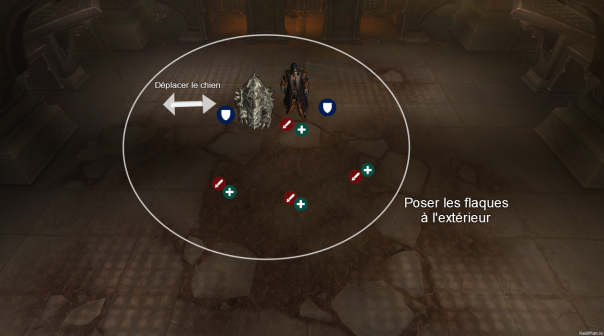 Déplacer le chien
Poser les flaques
à l'extérieur
RaidPlan.io